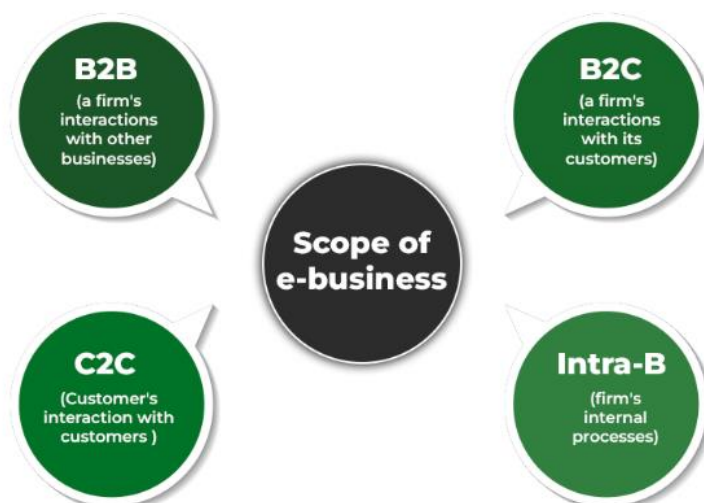 B2B
(a firm's
interactions
with other
businesses)
B2C
(a firm's
interactions
with its
customers)
Scope of
e-business
C2C
(Customer's
interaction with
customers )
Intra-B
(firm's
internal
processes)